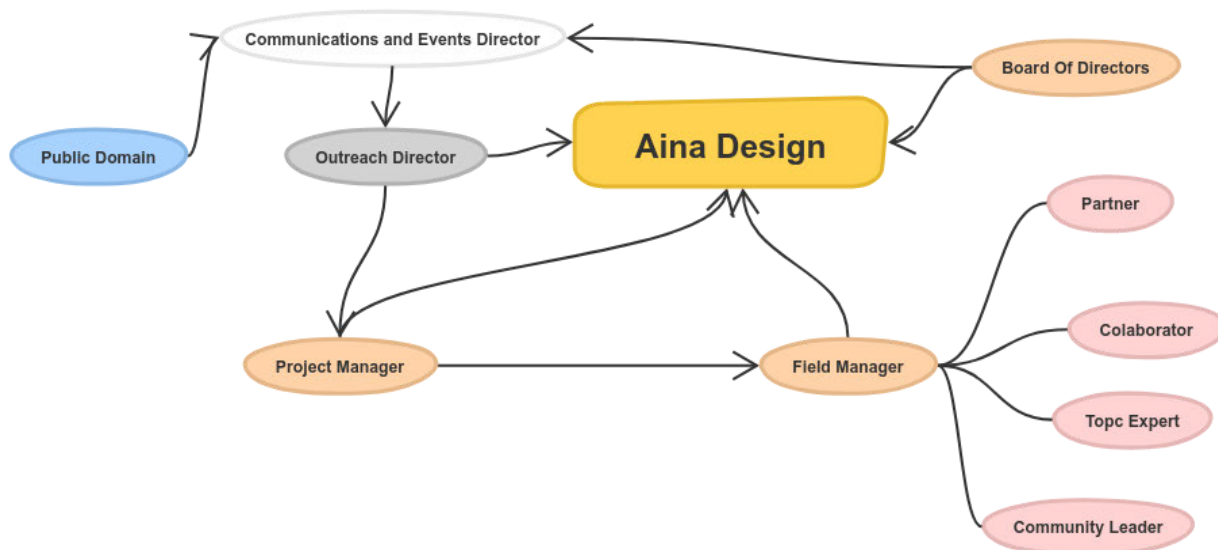 Communications and Events Director
Board Of Directors
Public Domain
Outreach Director
Aina Design
Partner
Colaborator
Project Manager
Field Manager
Topc Expert
Community Leader